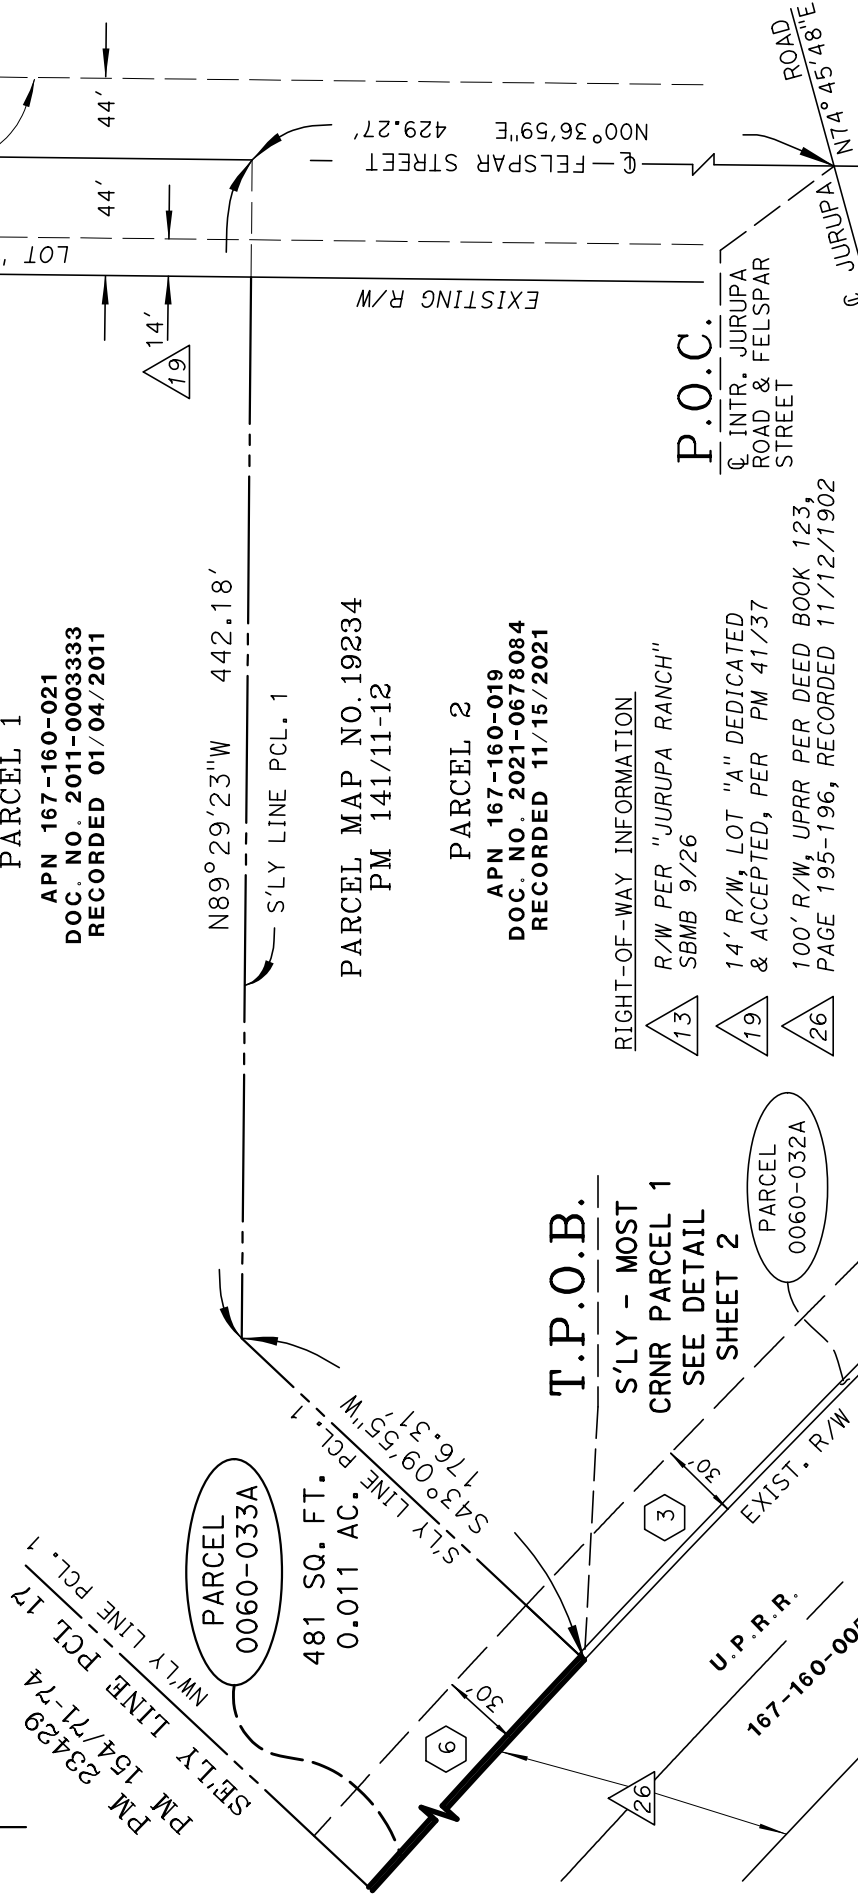 44'
44'
LOT "
14'
19
N00°36'59"E 429.27'
℄ FELSPAR STREET
EXISTING R/W
ROAD
N74°45'48"E
℄ JURUPA
P.O.C.
℄ INTR. JURUPA
ROAD & FELSPAR
STREET
PARCEL 1
APN 167-160-021
DOC. NO. 2011-0003333
RECORDED 01/04/2011
N89°29'23"W 442.18'
S'LY LINE PCL. 1
PARCEL MAP NO. 19234
PM 141/11-12
PARCEL 2
APN 167-160-019
DOC. NO. 2021-0678084
RECORDED 11/15/2021
RIGHT-OF-WAY INFORMATION
13 R/W PER "JURUPA RANCH"
SBMB 9/26
19 14' R/W, LOT "A" DEDICATED
& ACCEPTED, PER PM 41/37
26 100' R/W, UPRR PER DEED BOOK 123,
PAGE 195-196, RECORDED 11/12/1902
T.P.O.B.
S'LY - MOST
CRNR PARCEL 1
SEE DETAIL
SHEET 2
PARCEL
0060-032A
S'LY LINE PCL. 1
S43°09'55"W
176.31'
PARCEL
0060-033A
481 SQ. FT.
0.011 AC.
NW'LY LINE PCL. 1
SE'LY LINE PCL 17
PM 154/71-74
PM 23429
30'
3
EXIST. R/W
30'
6
U.P.R.R.
167-160-00
26